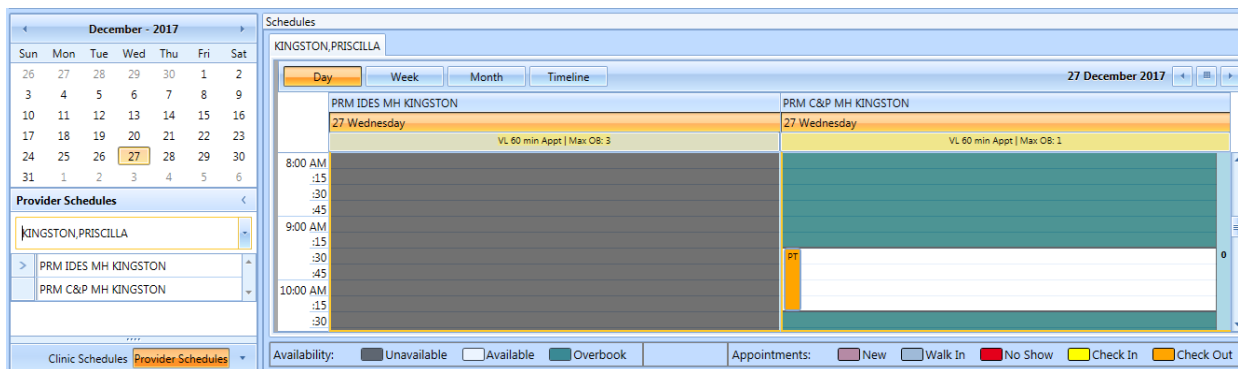 December - 2017
Sun Mon Tue Wed Thu Fri Sat
26 27 28 29 30 1 2
3 4 5 6 7 8 9
10 11 12 13 14 15 16
17 18 19 20 21 22 23
24 25 26 27 28 29 30
31 1 2 3 4 5 6
Provider Schedules
KINGSTON,PRISCILLA
PRM IDES MH KINGSTON
PRM C&P MH KINGSTON
Clinic Schedules Provider Schedules
Schedules
KINGSTON,PRISCILLA
Day Week Month Timeline 27 December 2017
PRM IDES MH KINGSTON PRM C&P MH KINGSTON
27 Wednesday 27 Wednesday
VL 60 min Appt | Max OB: 3 VL 60 min Appt | Max OB: 1
8:00 AM
:15
:30
:45
9:00 AM
:15
:30 PT 0
:45
10:00 AM
:15
:30
Availability: Unavailable Available Overbook Appointments: New Walk In No Show Check In Check Out